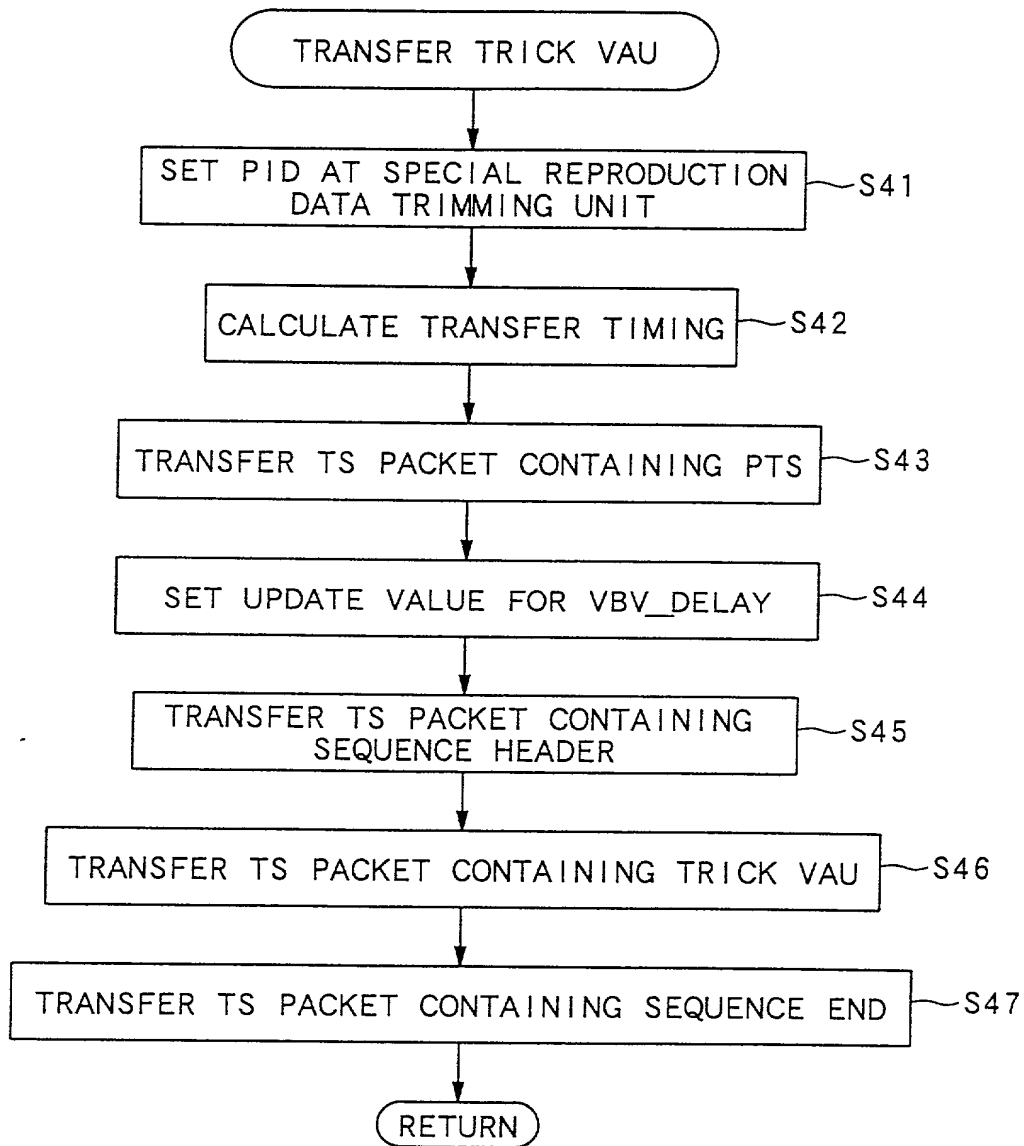 TRANSFER TRICK VAU
SET PID AT SPECIAL REPRODUCTION
DATA TRIMMING UNIT
S41
CALCULATE TRANSFER TIMING
S42
TRANSFER TS PACKET CONTAINING PTS
S43
SET UPDATE VALUE FOR VBV_DELAY
S44
TRANSFER TS PACKET CONTAINING
SEQUENCE HEADER
S45
TRANSFER TS PACKET CONTAINING TRICK VAU
S46
TRANSFER TS PACKET CONTAINING SEQUENCE END
S47
RETURN